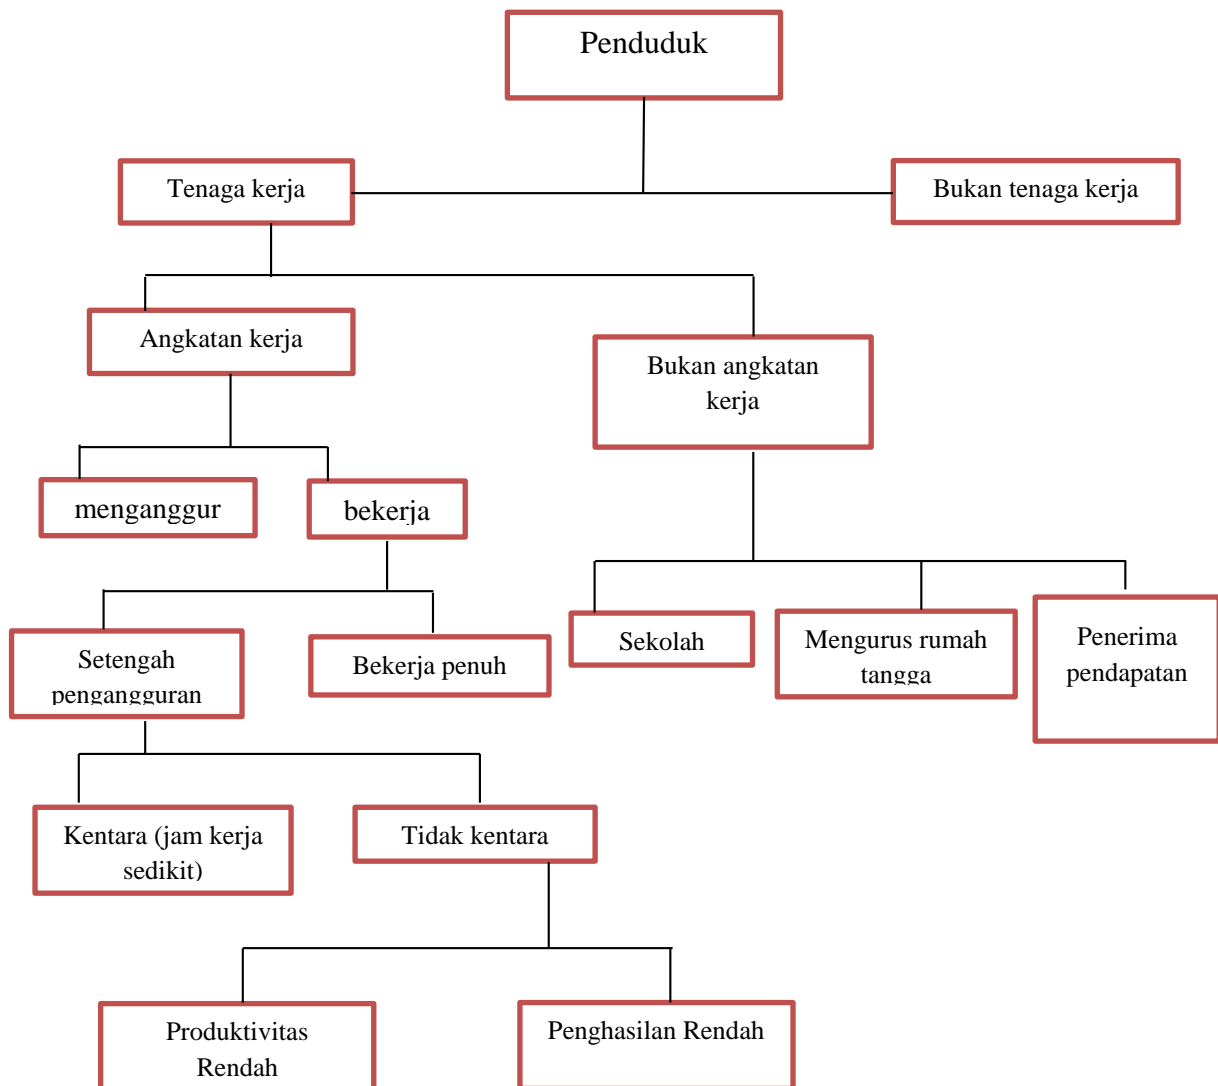 Penduduk
Tenaga kerja
Bukan tenaga kerja
Angkatan kerja
Bukan angkatan
kerja
menganggur
bekerja
Sekolah
Mengurus rumah
tangga
Penerima
pendapatan
Setengah
pengangguran
Bekerja penuh
Kentara (jam kerja
sedikit)
Tidak kentara
Produktivitas
Rendah
Penghasilan Rendah